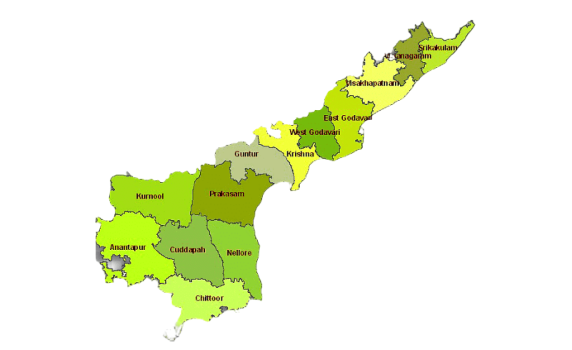 Srikakulam
Vizianagaram
Visakhapatnam
East Godavari
West Godavari
Krishna
Guntur
Prakasam
Kurnool
Anantapur
Cuddapah
Nellore
Chittoor